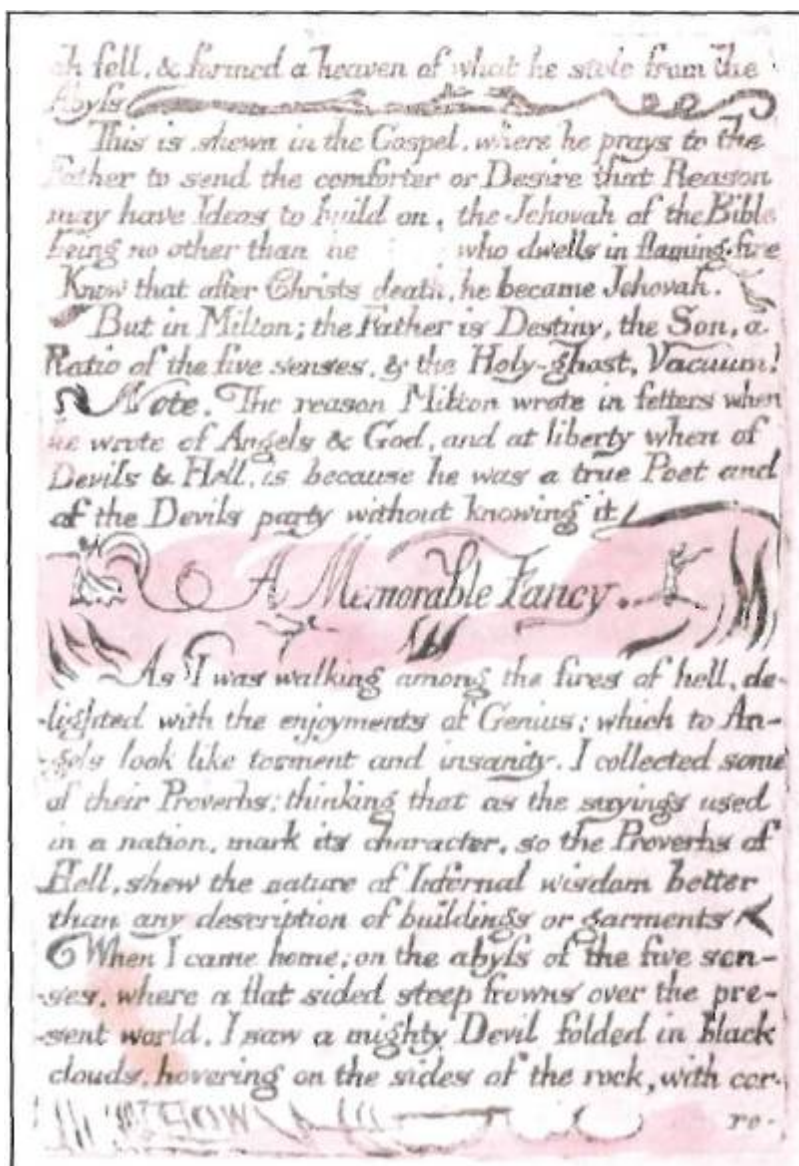 ah fell, & formed a heaven of what he stole from the
Abyss
This is shewn in the Gospel, where he prays to the
Father to send the comforter or Desire that Reason
may have Ideas to build on, the Jehovah of the Bible
being no other than he who dwells in flaming fire
Know that after Christs death, he became Jehovah.
But in Milton; the Father is Destiny, the Son, a
Ratio of the five senses, & the Holy-ghost, Vacuum!
Note. The reason Milton wrote in fetters when
he wrote of Angels & God, and at liberty when of
Devils & Hell, is because he was a true Poet and
of the Devils party without knowing it
A Memorable Fancy.
As I was walking among the fires of hell, de-
-lighted with the enjoyments of Genius; which to An-
-gels look like torment and insanity. I collected some
of their Proverbs; thinking that as the sayings used
in a nation, mark its character, so the Proverbs of
Hell, shew the nature of Infernal wisdom better
than any description of buildings or garments
When I came home; on the abyss of the five sen-
-ses, where a flat sided steep frowns over the pre-
-sent world. I saw a mighty Devil folded in black
clouds, hovering on the sides of the rock, with cor-
ro-